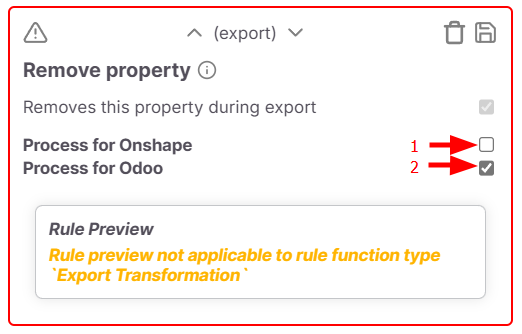 (export)
Remove property
Removes this property during export
Process for Onshape 1
Process for Odoo 2
Rule Preview
Rule preview not applicable to rule function type
`Export Transformation`